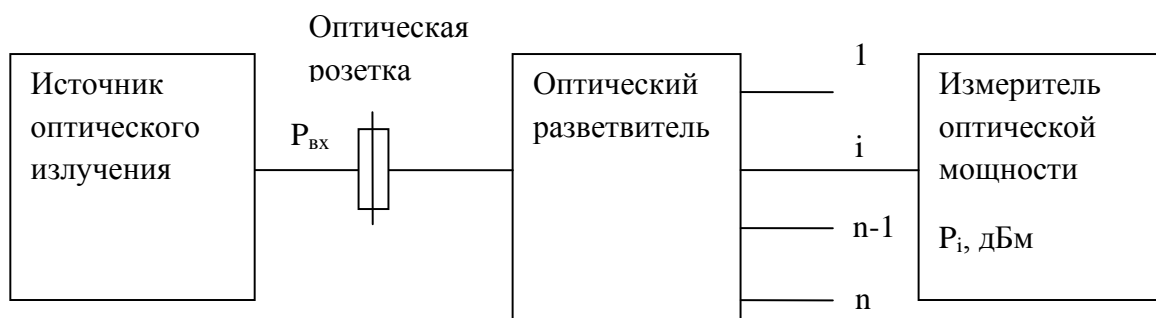 Оптическая
розетка
Источник
оптического
излучения
Pвх
Оптический
разветвитель
1
i
n-1
n
Измеритель
оптической
мощности
Pi, дБм